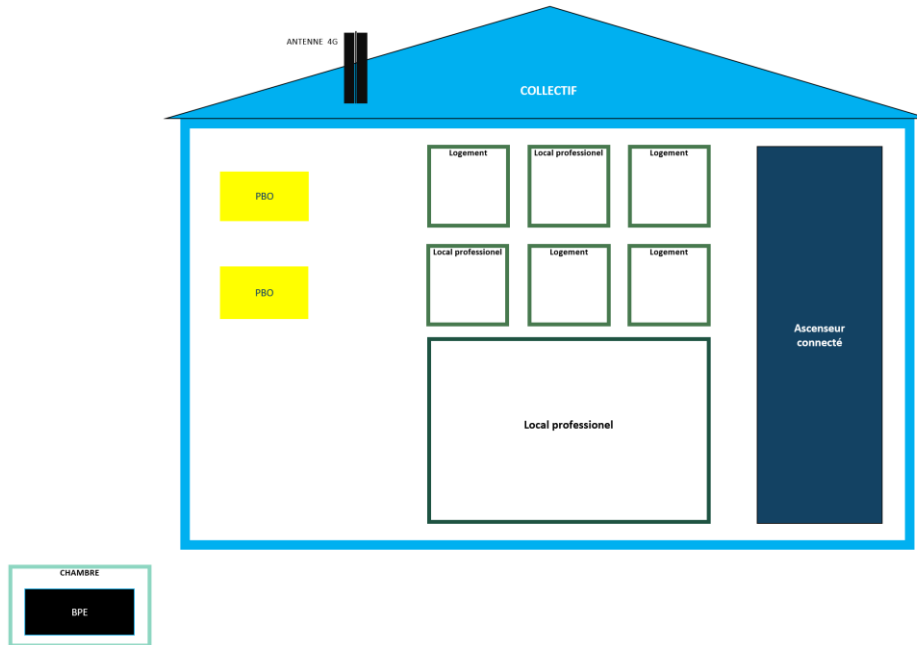 ANTENNE 4G
COLLECTIF
Logement
Local professionel
Logement
PBO
Local professionel
Logement
Logement
PBO
Ascenseur
connecté
Local professionel
CHAMBRE
BPE